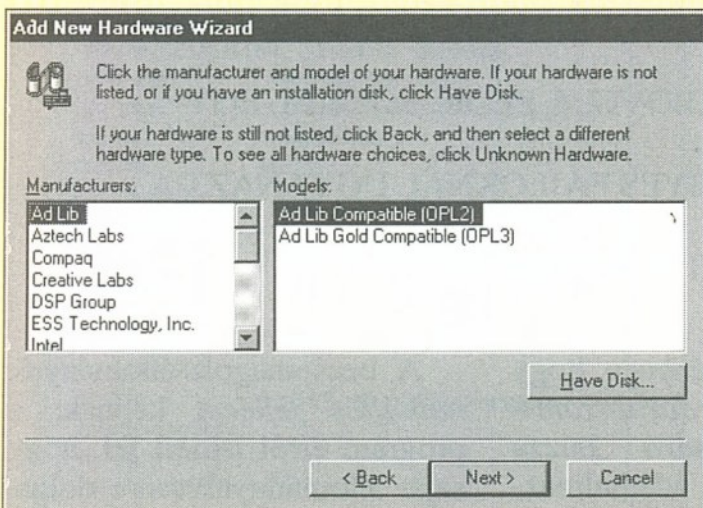 Add New Hardware Wizard
Click the manufacturer and model of your hardware. If your hardware is not
listed, or if you have an installation disk, click Have Disk.
If your hardware is still not listed, click Back, and then select a different
hardware type. To see all hardware choices, click Unknown Hardware.
Manufacturers:
Ad Lib
Aztech Labs
Compaq
Creative Labs
DSP Group
ESS Technology, Inc.
Intel
Models:
Ad Lib Compatible (OPL2)
Ad Lib Gold Compatible (OPL3)
Have Disk...
< Back
Next >
Cancel